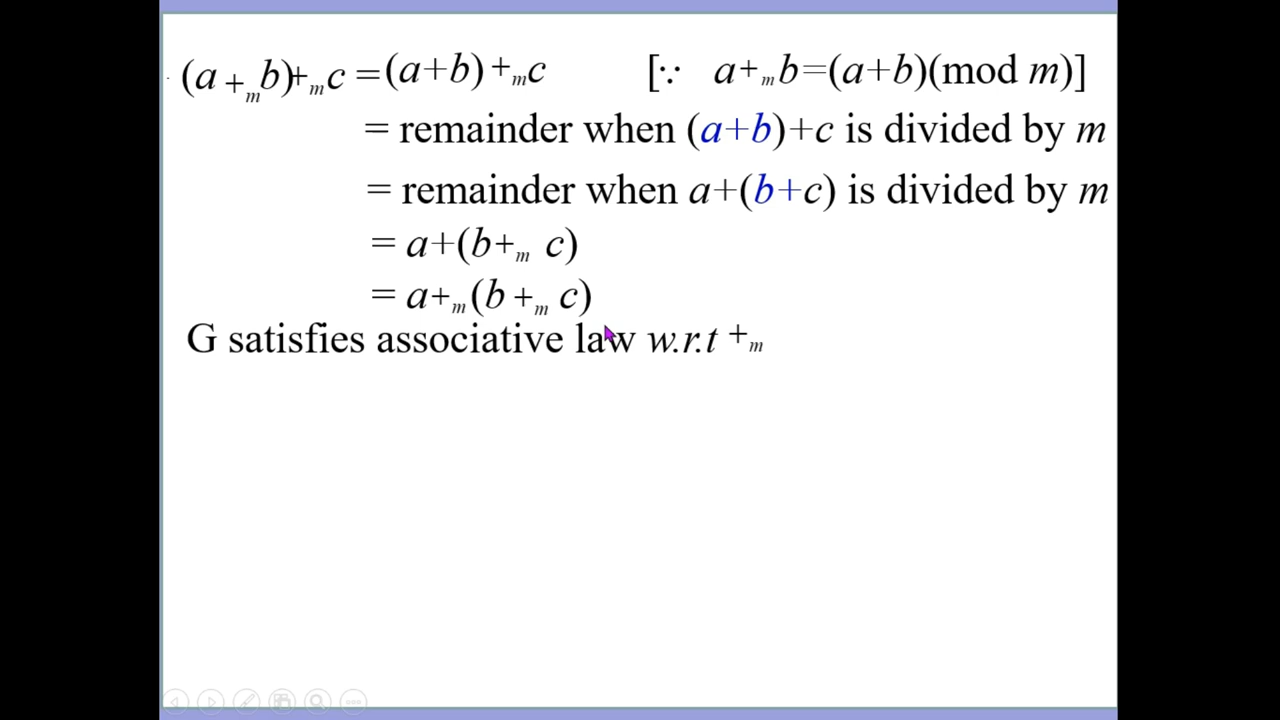 (a +ₘ b) +ₘ c = (a+b) +ₘ c [∵ a +ₘ b=(a+b)(mod m)]
= remainder when (a+b)+c is divided by m
= remainder when a+(b+c) is divided by m
= a+(b+ₘ c)
= a+ₘ(b +ₘ c)
G satisfies associative law w.r.t +ₘ